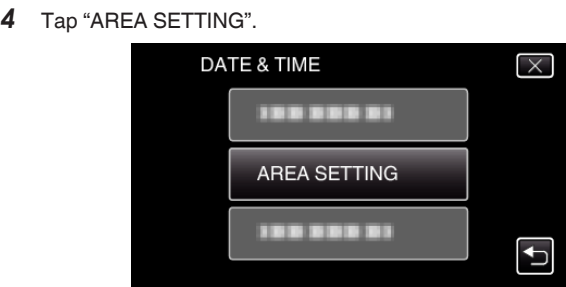 4 Tap “AREA SETTING”.
DATE & TIME
AREA SETTING